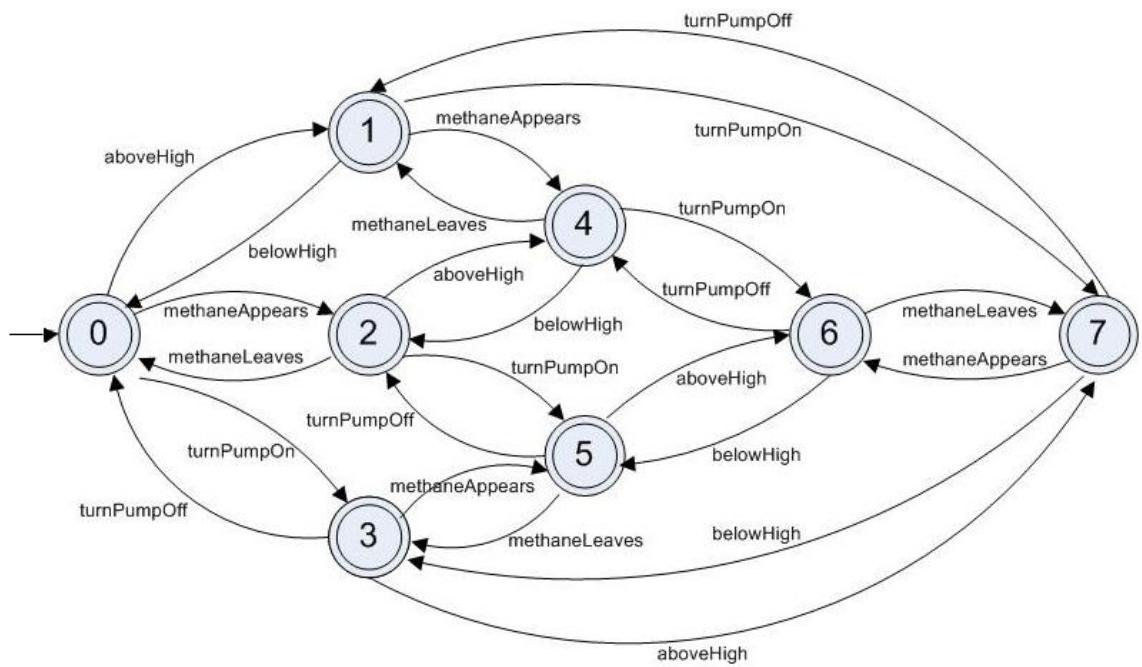 turnPumpOff
turnPumpOn
1
methaneAppears
aboveHigh
methaneLeaves
4
turnPumpOn
belowHigh
aboveHigh
turnPumpOff
0
methaneAppears
2
belowHigh
6
methaneLeaves
7
methaneLeaves
methaneAppears
turnPumpOn
aboveHigh
turnPumpOff
turnPumpOn
5
belowHigh
methaneAppears
turnPumpOff
3
methaneLeaves
belowHigh
aboveHigh